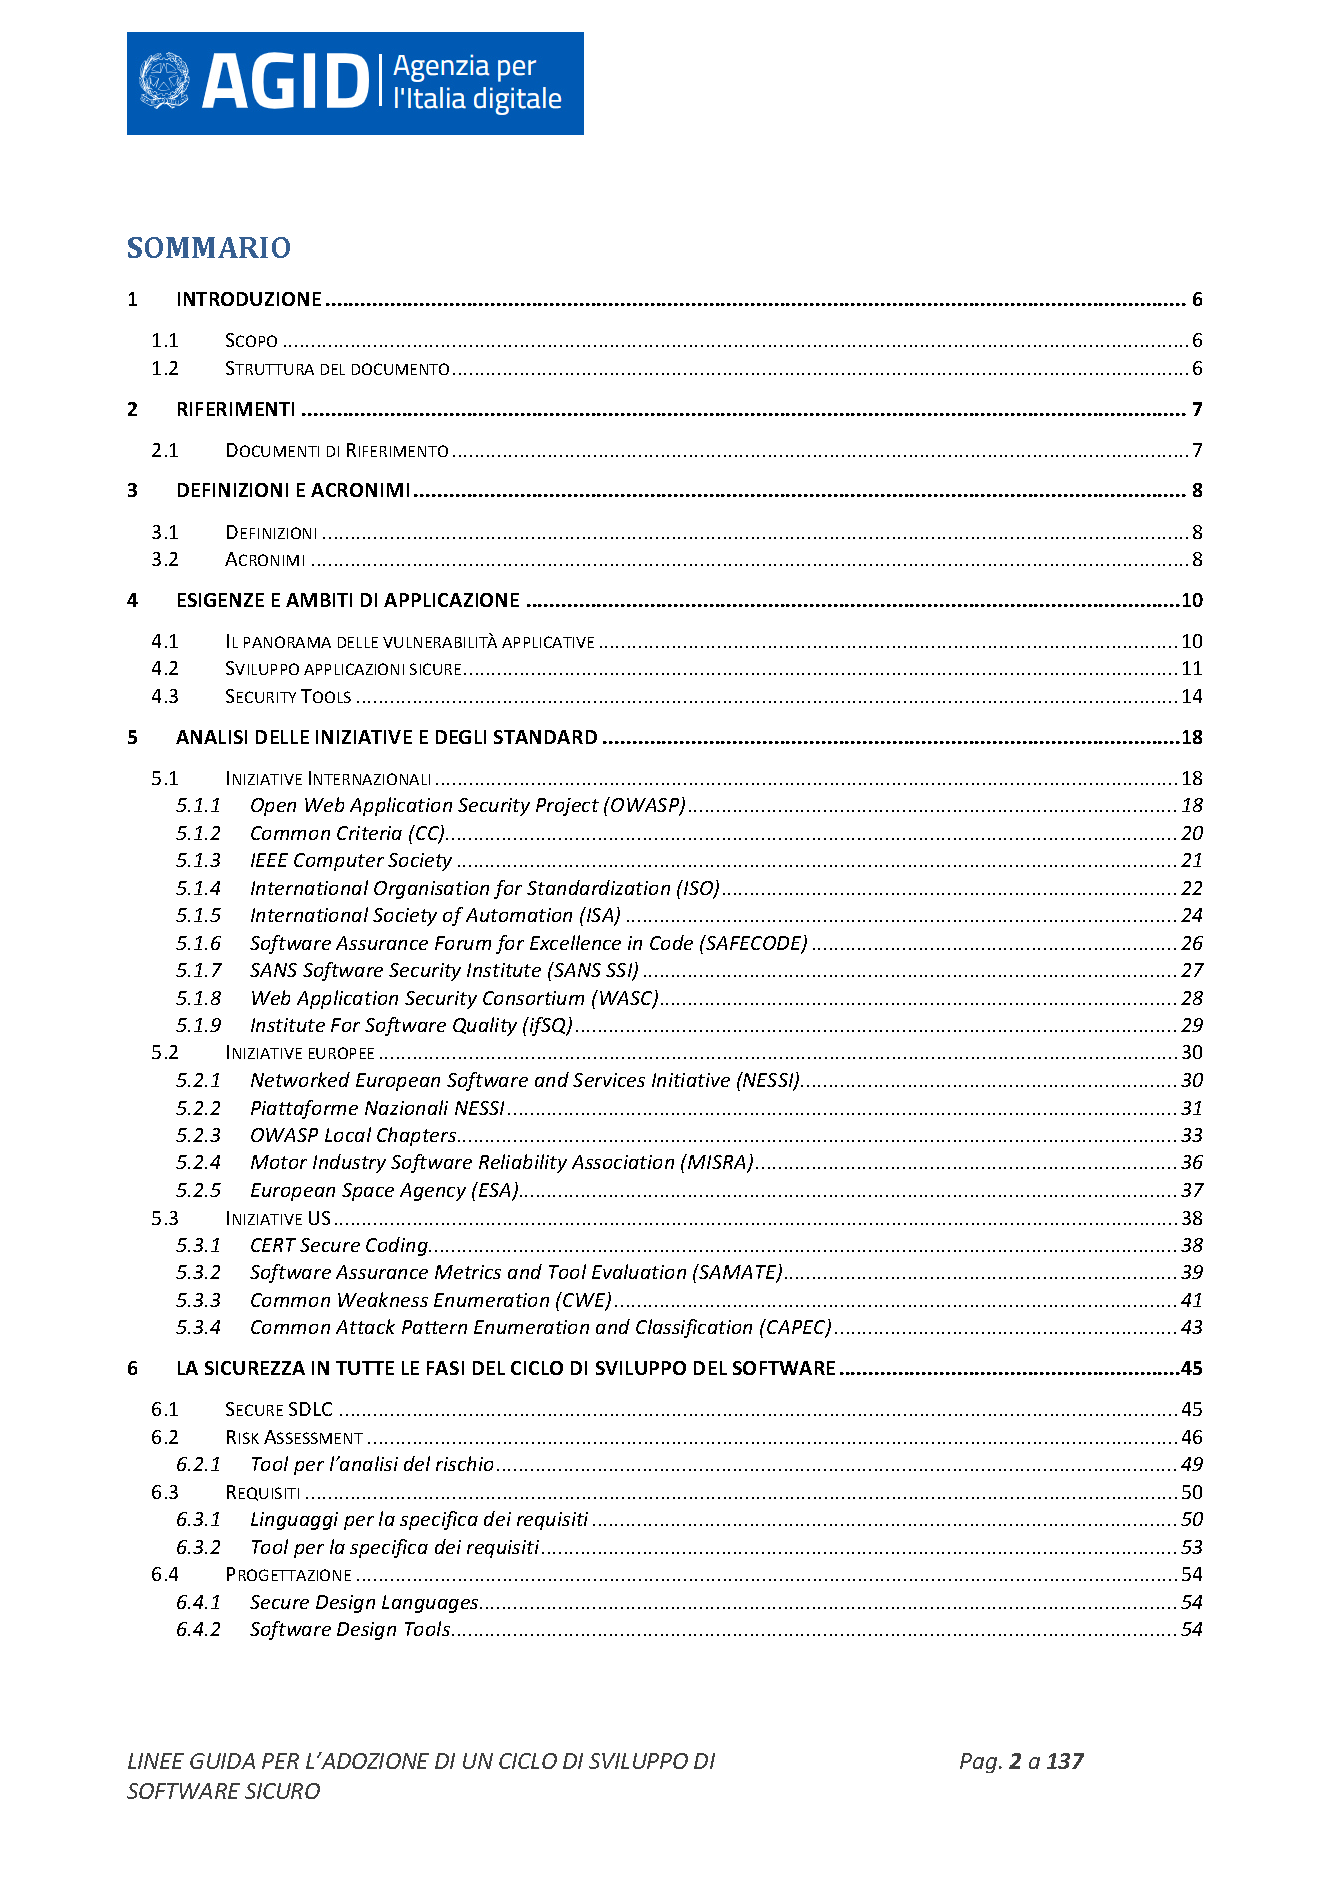 AGID Agenzia per
l'Italia digitale
SOMMARIO
1 INTRODUZIONE ........ 6
1.1 SCOPO ........ 6
1.2 STRUTTURA DEL DOCUMENTO ........ 6
2 RIFERIMENTI ........ 7
2.1 DOCUMENTI DI RIFERIMENTO ........ 7
3 DEFINIZIONI E ACRONIMI ........ 8
3.1 DEFINIZIONI ........ 8
3.2 ACRONIMI ........ 8
4 ESIGENZE E AMBITI DI APPLICAZIONE ........ 10
4.1 IL PANORAMA DELLE VULNERABILITÀ APPLICATIVE ........ 10
4.2 SVILUPPO APPLICAZIONI SICURE ........ 11
4.3 SECURITY TOOLS ........ 14
5 ANALISI DELLE INIZIATIVE E DEGLI STANDARD ........ 18
5.1 INIZIATIVE INTERNAZIONALI ........ 18
5.1.1 Open Web Application Security Project (OWASP) ........ 18
5.1.2 Common Criteria (CC) ........ 20
5.1.3 IEEE Computer Society ........ 21
5.1.4 International Organisation for Standardization (ISO) ........ 22
5.1.5 International Society of Automation (ISA) ........ 24
5.1.6 Software Assurance Forum for Excellence in Code (SAFECODE) ........ 26
5.1.7 SANS Software Security Institute (SANS SSI) ........ 27
5.1.8 Web Application Security Consortium (WASC) ........ 28
5.1.9 Institute For Software Quality (ifSQ) ........ 29
5.2 INIZIATIVE EUROPEE ........ 30
5.2.1 Networked European Software and Services Initiative (NESSI) ........ 30
5.2.2 Piattaforme Nazionali NESSI ........ 31
5.2.3 OWASP Local Chapters ........ 33
5.2.4 Motor Industry Software Reliability Association (MISRA) ........ 36
5.2.5 European Space Agency (ESA) ........ 37
5.3 INIZIATIVE US ........ 38
5.3.1 CERT Secure Coding ........ 38
5.3.2 Software Assurance Metrics and Tool Evaluation (SAMATE) ........ 39
5.3.3 Common Weakness Enumeration (CWE) ........ 41
5.3.4 Common Attack Pattern Enumeration and Classification (CAPEC) ........ 43
6 LA SICUREZZA IN TUTTE LE FASI DEL CICLO DI SVILUPPO DEL SOFTWARE ........ 45
6.1 SECURE SDLC ........ 45
6.2 RISK ASSESSMENT ........ 46
6.2.1 Tool per l'analisi del rischio ........ 49
6.3 REQUISITI ........ 50
6.3.1 Linguaggi per la specifica dei requisiti ........ 50
6.3.2 Tool per la specifica dei requisiti ........ 53
6.4 PROGETTAZIONE ........ 54
6.4.1 Secure Design Languages ........ 54
6.4.2 Software Design Tools ........ 54
LINEE GUIDA PER L'ADOZIONE DI UN CICLO DI SVILUPPO DI Pag. 2 a 137
SOFTWARE SICURO